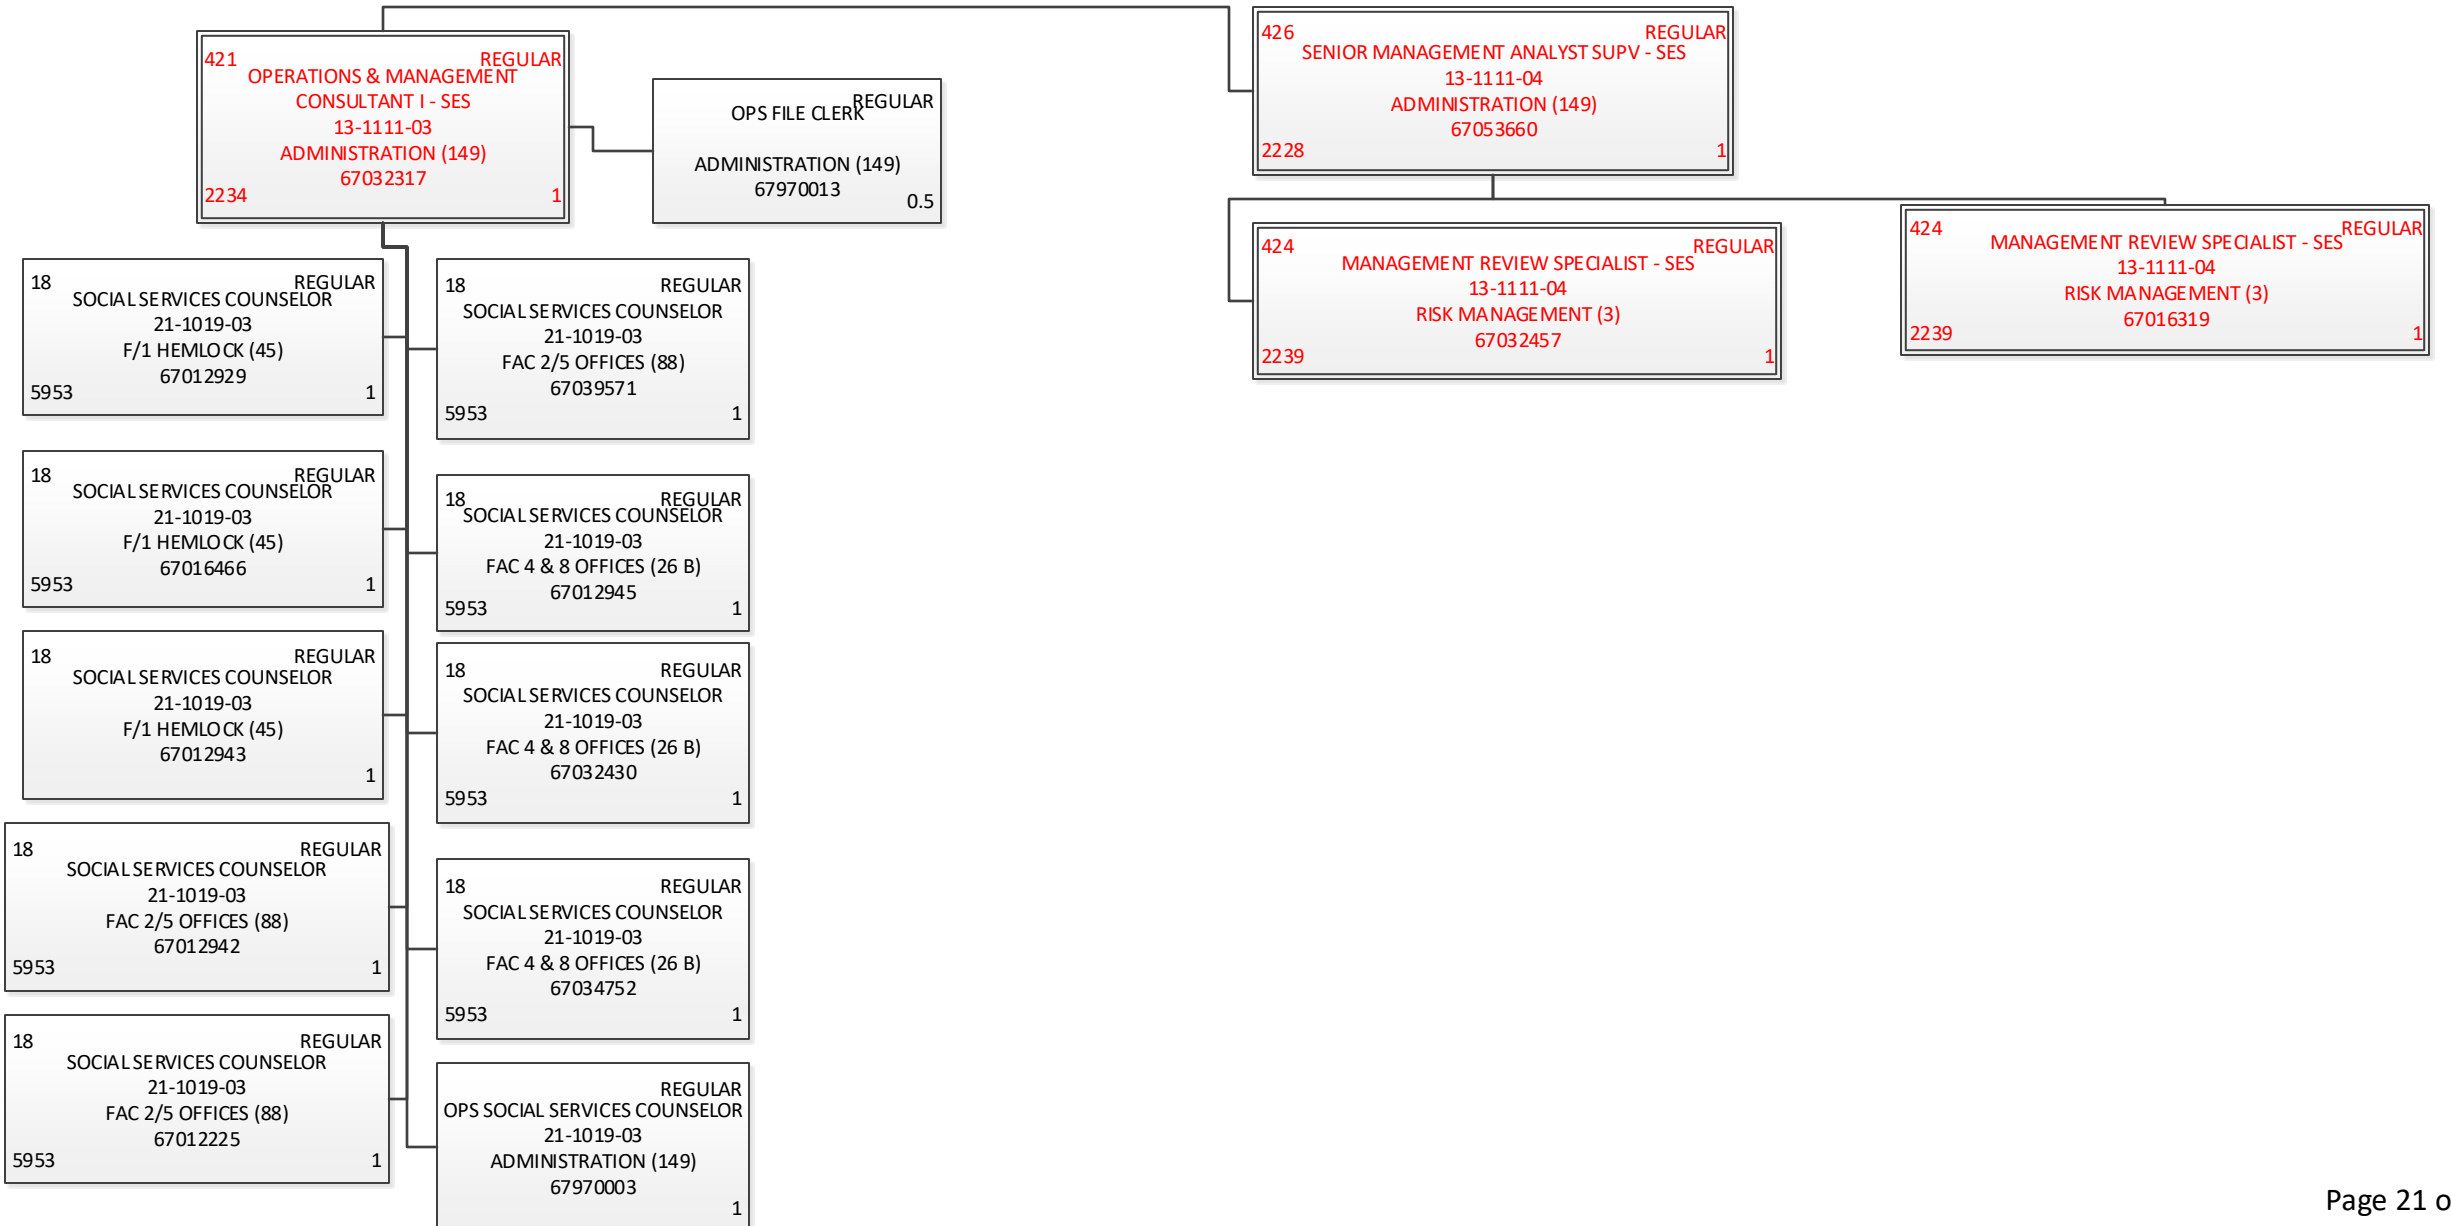 421 REGULAR
OPERATIONS & MANAGEMENT
CONSULTANT I - SES
13-1111-03
ADMINISTRATION (149)
67032317
2234 1
REGULAR
OPS FILE CLERK
ADMINISTRATION (149)
67970013
0.5
426 REGULAR
SENIOR MANAGEMENT ANALYST SUPV - SES
13-1111-04
ADMINISTRATION (149)
67053660
2228 1
424 REGULAR
MANAGEMENT REVIEW SPECIALIST - SES
13-1111-04
RISK MANAGEMENT (3)
67032457
2239 1
424 REGULAR
MANAGEMENT REVIEW SPECIALIST - SES
13-1111-04
RISK MANAGEMENT (3)
67016319
2239 1
18 REGULAR
SOCIAL SERVICES COUNSELOR
21-1019-03
F/1 HEMLOCK (45)
67012929
5953 1
18 REGULAR
SOCIAL SERVICES COUNSELOR
21-1019-03
FAC 2/5 OFFICES (88)
67039571
5953 1
18 REGULAR
SOCIAL SERVICES COUNSELOR
21-1019-03
F/1 HEMLOCK (45)
67016466
5953 1
18 REGULAR
SOCIAL SERVICES COUNSELOR
21-1019-03
FAC 4 & 8 OFFICES (26 B)
67012945
5953 1
18 REGULAR
SOCIAL SERVICES COUNSELOR
21-1019-03
F/1 HEMLOCK (45)
67012943
1
18 REGULAR
SOCIAL SERVICES COUNSELOR
21-1019-03
FAC 4 & 8 OFFICES (26 B)
67032430
5953 1
18 REGULAR
SOCIAL SERVICES COUNSELOR
21-1019-03
FAC 2/5 OFFICES (88)
67012942
5953 1
18 REGULAR
SOCIAL SERVICES COUNSELOR
21-1019-03
FAC 4 & 8 OFFICES (26 B)
67034752
5953 1
18 REGULAR
SOCIAL SERVICES COUNSELOR
21-1019-03
FAC 2/5 OFFICES (88)
67012225
5953 1
REGULAR
OPS SOCIAL SERVICES COUNSELOR
21-1019-03
ADMINISTRATION (149)
67970003
1
Page 21 o